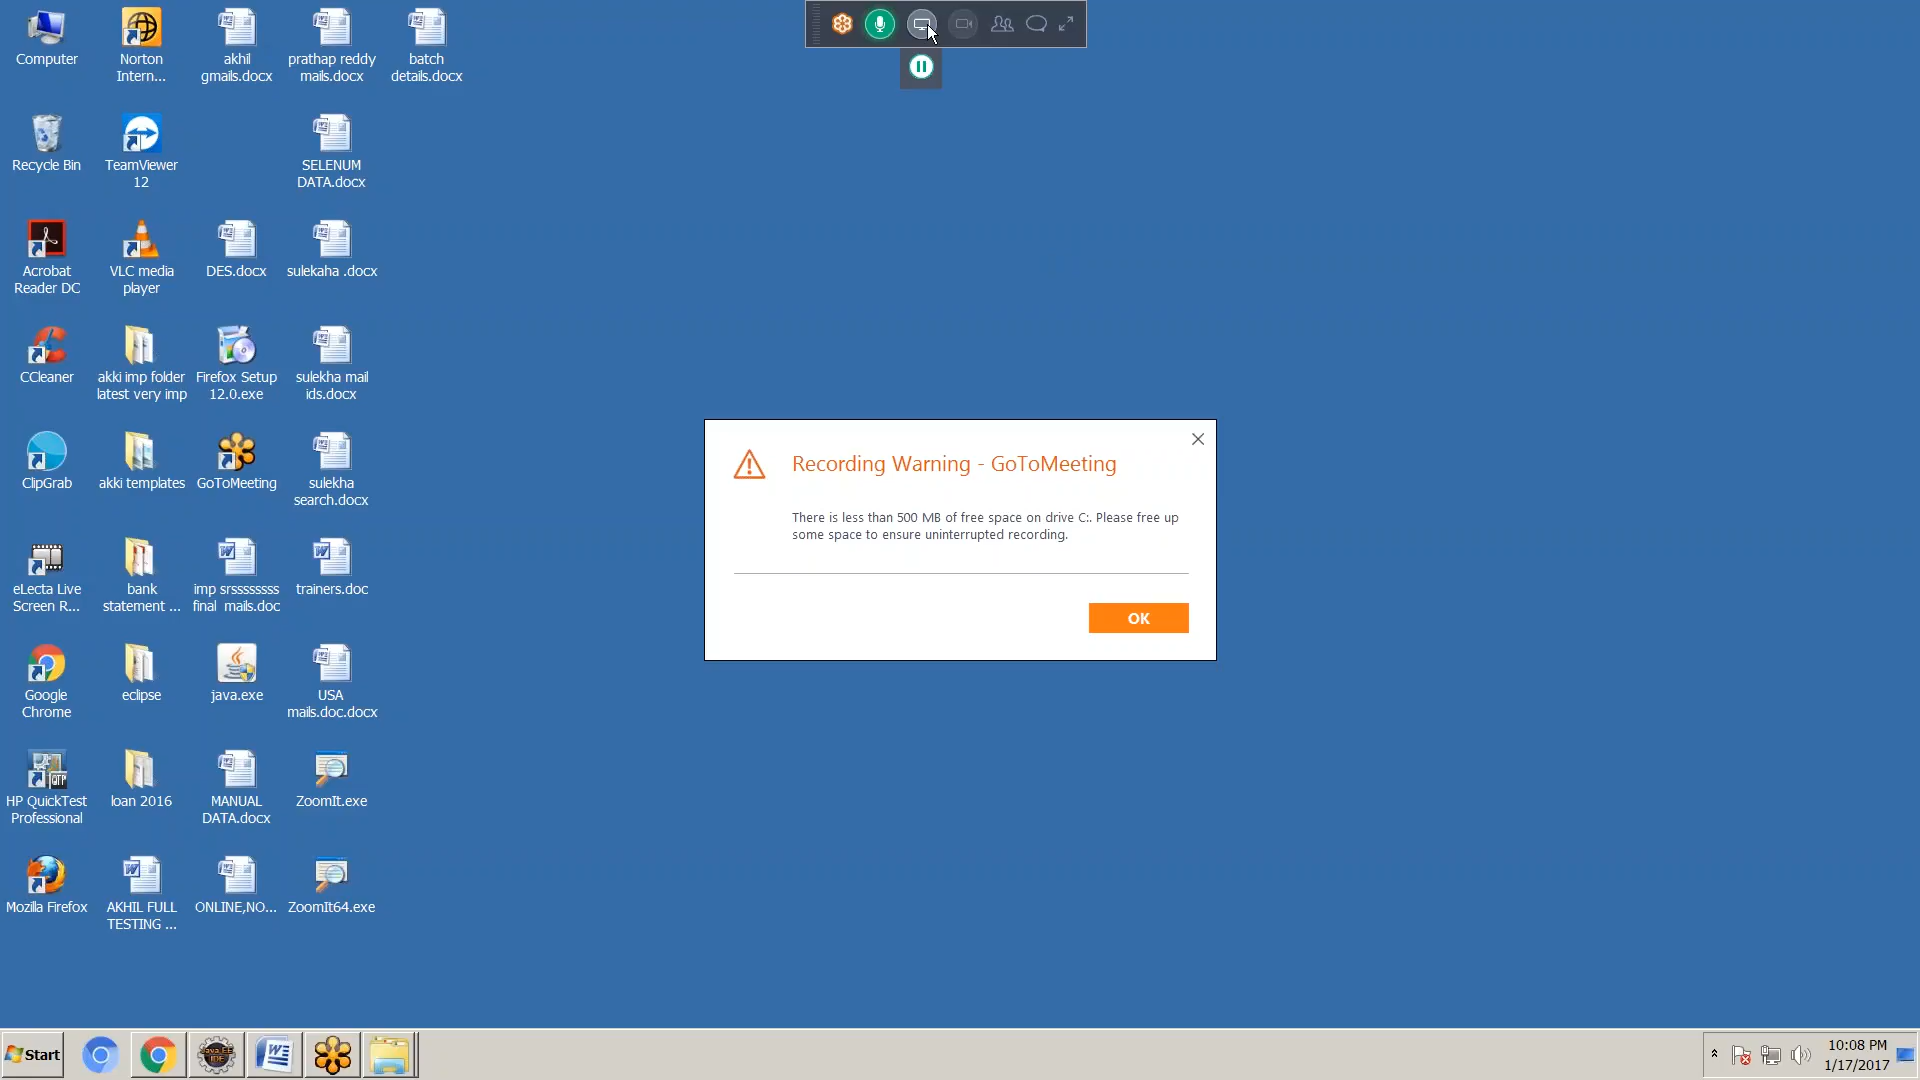 Computer
Norton
Intern...
akhil
gmails.docx
prathap reddy
mails.docx
batch
details.docx
Recycle Bin
TeamViewer
12
SELENUM
DATA.docx
Acrobat
Reader DC
VLC media
player
DES.docx
sulekaha .docx
CCleaner
akki imp folder
latest very imp
Firefox Setup
12.0.exe
sulekha mail
ids.docx
ClipGrab
akki templates
GoToMeeting
sulekha
search.docx
eLecta Live
Screen R...
bank
statement ...
imp srsssssssss
final mails.doc
trainers.doc
Google
Chrome
eclipse
java.exe
USA
mails.doc.docx
QTP
HP QuickTest
Professional
loan 2016
MANUAL
DATA.docx
ZoomIt.exe
Mozilla Firefox
AKHIL FULL
TESTING ...
ONLINE,NO...
ZoomIt64.exe
Recording Warning - GoToMeeting
There is less than 500 MB of free space on drive C:. Please free up
some space to ensure uninterrupted recording.
OK
Start
Java EE
IDE
10:08 PM
1/17/2017